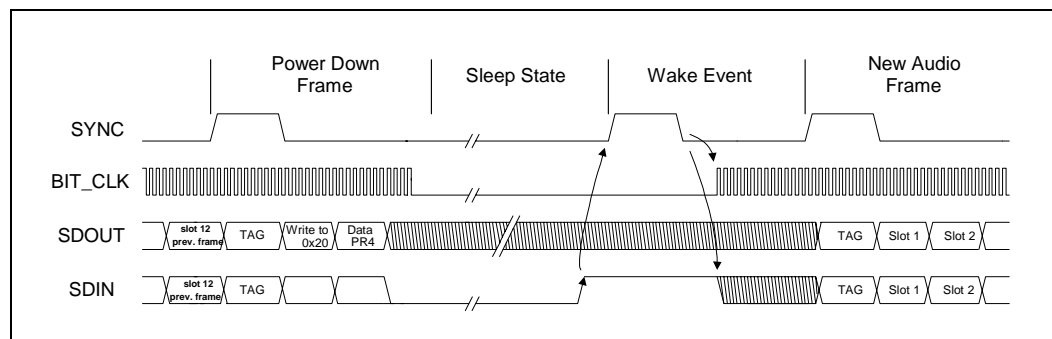 Power Down
Frame
Sleep State
Wake Event
New Audio
Frame
SYNC
BIT_CLK
SDOUT
slot 12
prev. frame
TAG
Write to
0x20
Data
PR4
TAG
Slot 1
Slot 2
SDIN
slot 12
prev. frame
TAG
TAG
Slot 1
Slot 2